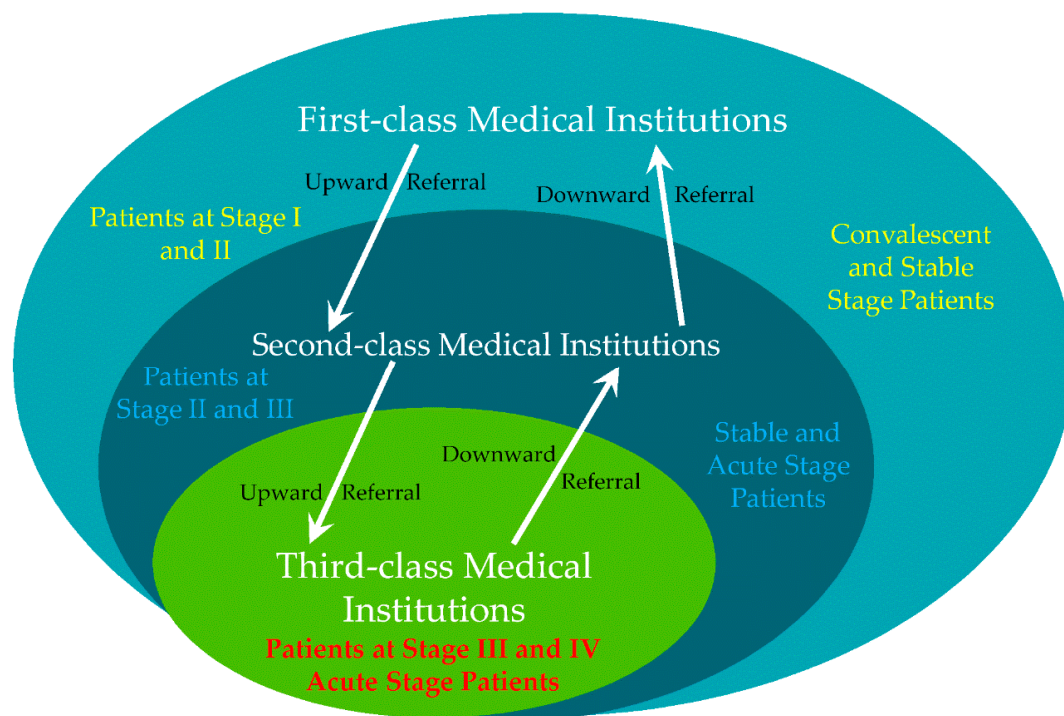 First-class Medical Institutions
Upward Referral
Downward Referral
Patients at Stage I
and II
Convalescent
and Stable
Stage Patients
Second-class Medical Institutions
Patients at
Stage II and III
Stable and
Acute Stage
Patients
Downward
Referral
Upward Referral
Third-class Medical
Institutions
Patients at Stage III and IV
Acute Stage Patients